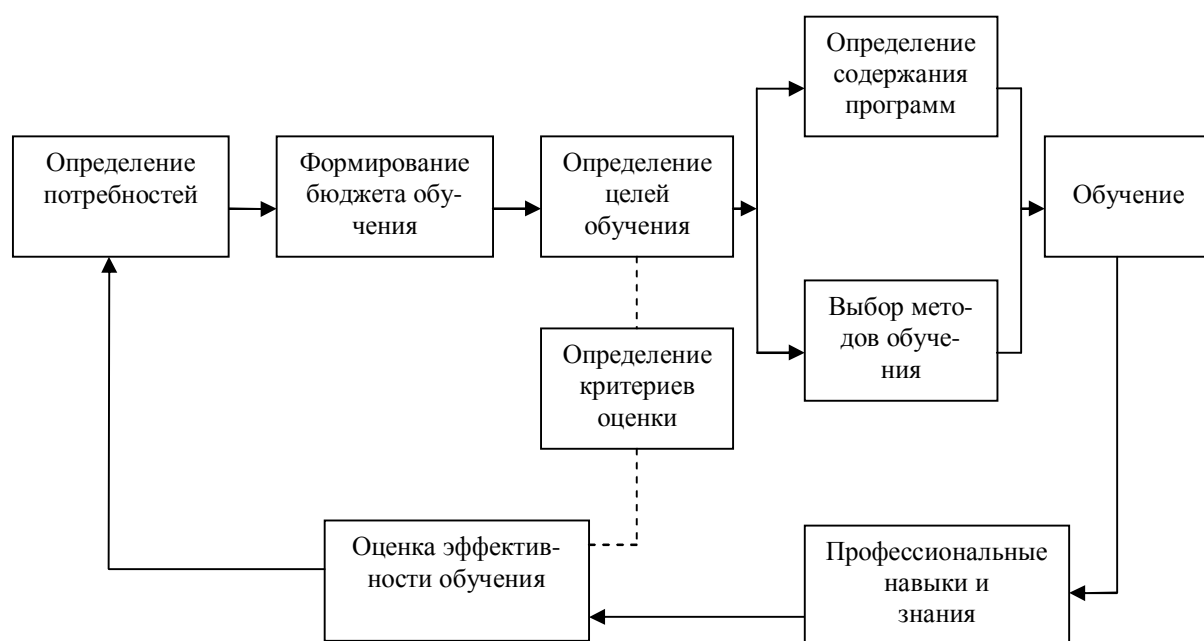 Определение
содержания
программ
Определение
потребностей
Формирование
бюджета обу-
чения
Определение
целей
обучения
Обучение
Выбор мето-
дов обуче-
ния
Определение
критериев
оценки
Оценка эффектив-
ности обучения
Профессиональные
навыки и
знания